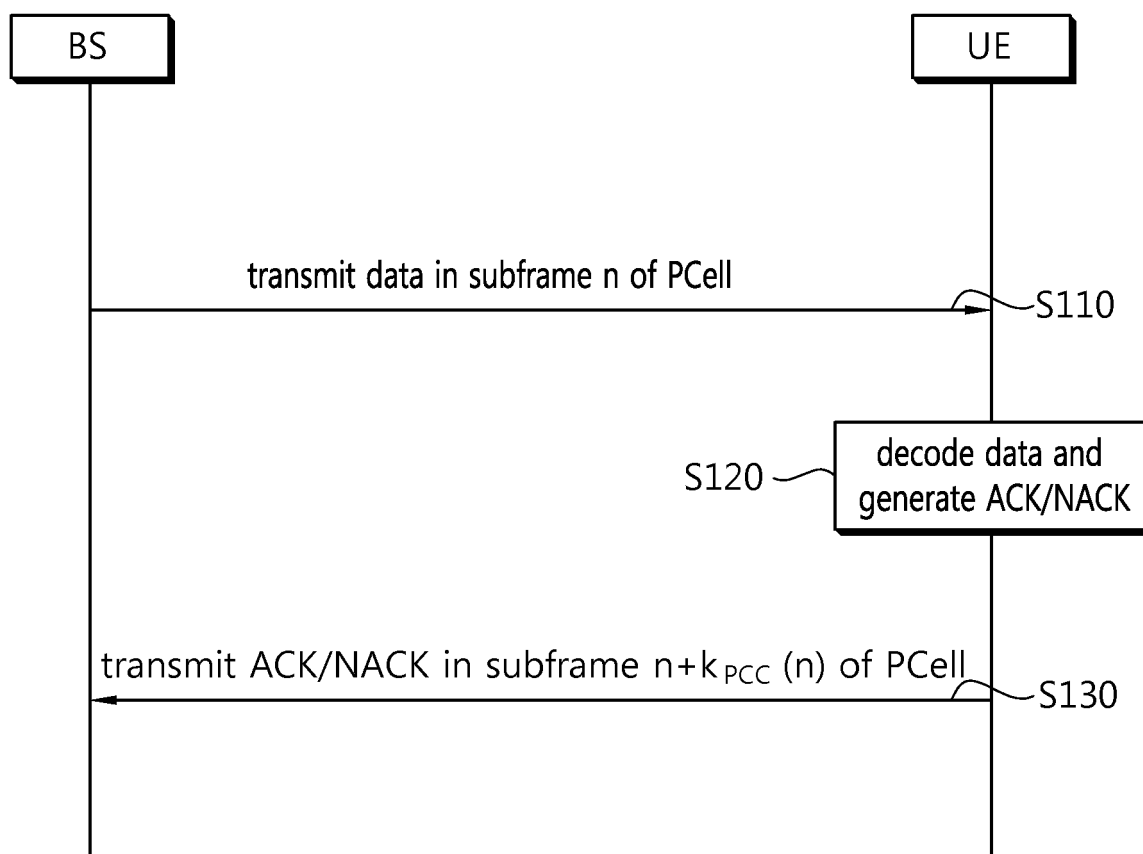 BS
UE
transmit data in subframe n of PCell
S110
S120
decode data and
generate ACK/NACK
transmit ACK/NACK in subframe n+k PCC (n) of PCell
S130